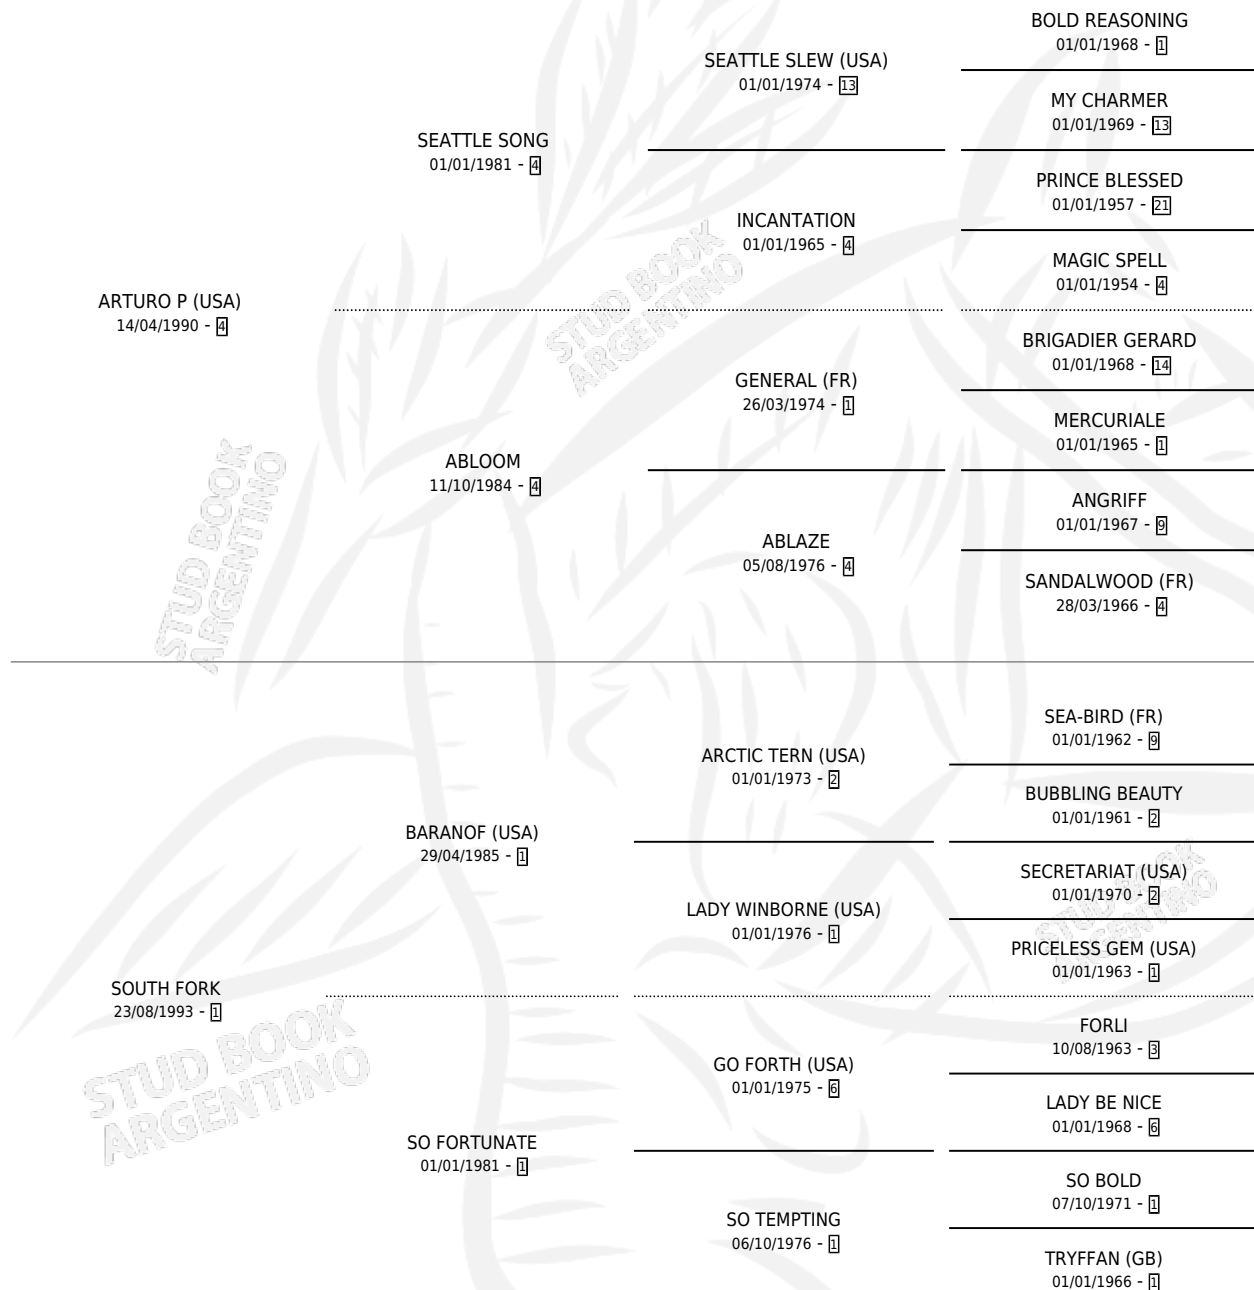 BOLD REASONING
01/01/1968 - 1
SEATTLE SLEW (USA)
01/01/1974 - 13
MY CHARMER
01/01/1969 - 13
SEATTLE SONG
01/01/1981 - 4
PRINCE BLESSED
01/01/1957 - 21
INCANTATION
01/01/1965 - 4
MAGIC SPELL
01/01/1954 - 4
ARTURO P (USA)
14/04/1990 - 4
BRIGADIER GERARD
01/01/1968 - 14
GENERAL (FR)
26/03/1974 - 1
MERCURIALE
01/01/1965 - 1
ABLOOM
11/10/1984 - 4
ANGRIFF
01/01/1967 - 9
ABLAZE
05/08/1976 - 4
SANDALWOOD (FR)
28/03/1966 - 4
SEA-BIRD (FR)
01/01/1962 - 9
ARCTIC TERN (USA)
01/01/1973 - 2
BUBBLING BEAUTY
01/01/1961 - 2
BARANOF (USA)
29/04/1985 - 1
SECRETARIAT (USA)
01/01/1970 - 2
LADY WINBORNE (USA)
01/01/1976 - 1
PRICELESS GEM (USA)
01/01/1963 - 1
SOUTH FORK
23/08/1993 - 1
FORLI
10/08/1963 - 3
GO FORTH (USA)
01/01/1975 - 6
LADY BE NICE
01/01/1968 - 6
SO FORTUNATE
01/01/1981 - 1
SO BOLD
07/10/1971 - 1
SO TEMPTING
06/10/1976 - 1
TRYFFAN (GB)
01/01/1966 - 1
STUD BOOK
ARGENTINO
STUD BOOK
ARGENTINO
STUD BOOK
ARGENTINO
STUD BOOK
ARGENTINO